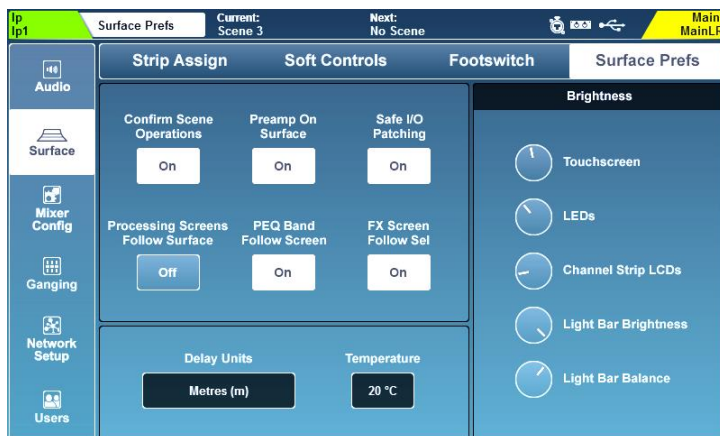 Ip
Ip1
Surface Prefs
Current:
Scene 3
Next:
No Scene
Main
MainLR
Audio
Surface
Mixer
Config
Ganging
Network
Setup
Users
Strip Assign
Soft Controls
Footswitch
Surface Prefs
Confirm Scene
Operations
On
Preamp On
Surface
On
Safe I/O
Patching
On
Processing Screens
Follow Surface
Off
PEQ Band
Follow Screen
On
FX Screen
Follow Sel
On
Delay Units
Metres (m)
Temperature
20 °C
Brightness
Touchscreen
LEDs
Channel Strip LCDs
Light Bar Brightness
Light Bar Balance